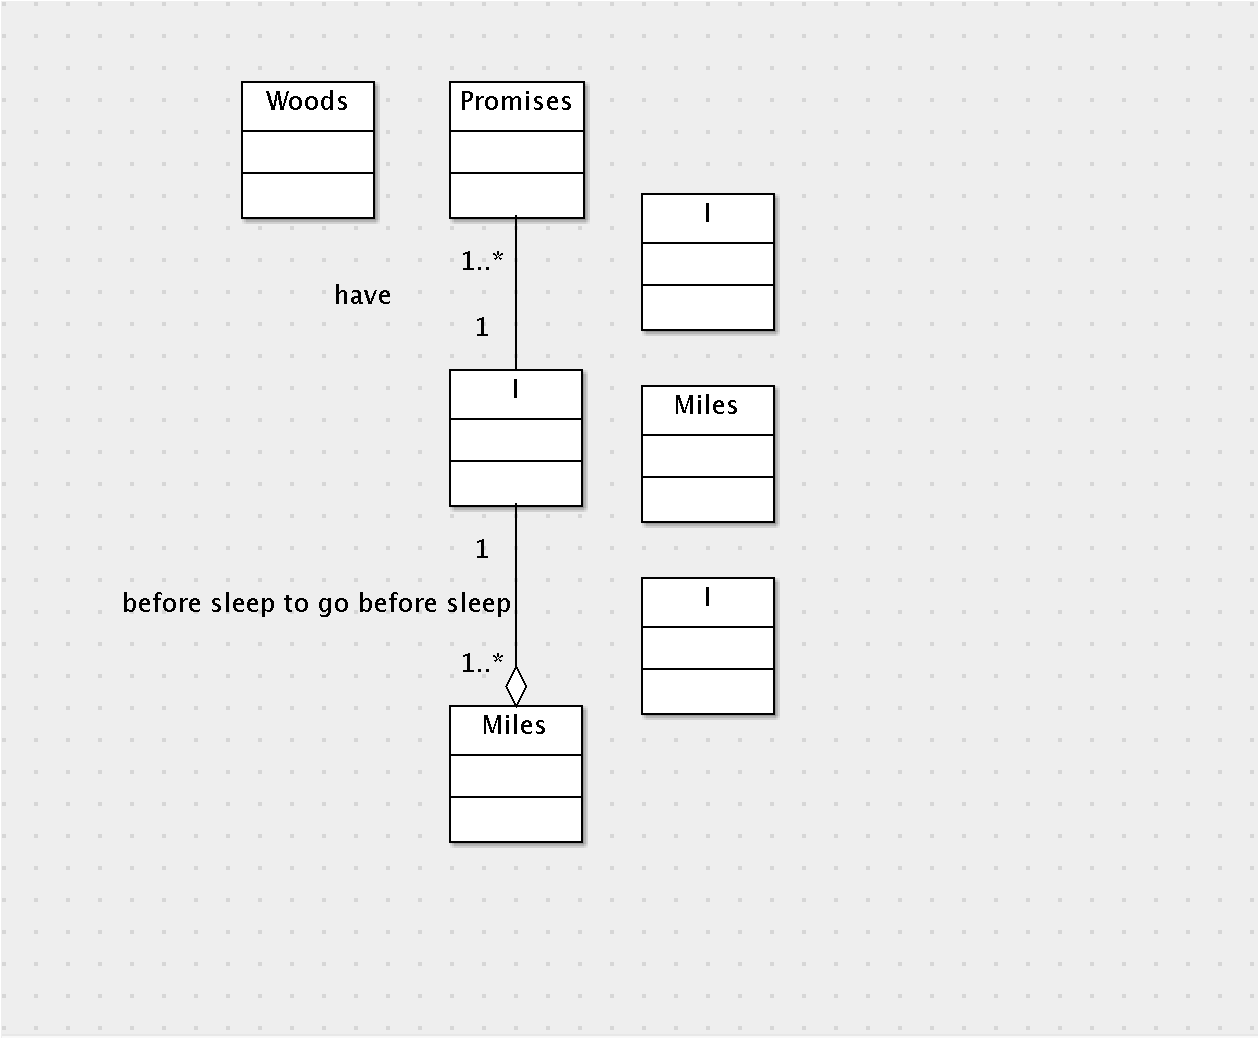 Woods
Promises
I
1..*
have
1
I
Miles
1
before sleep to go before sleep
I
1..*
Miles